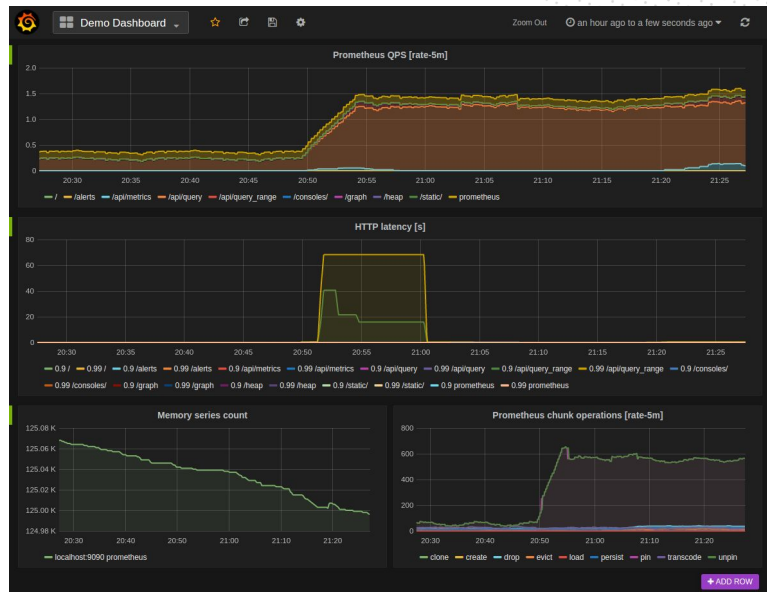 Demo Dashboard
Zoom Out an hour ago to a few seconds ago
Prometheus QPS [rate-5m]
2.0
1.5
1.0
0.5
0
20:30 20:35 20:40 20:45 20:50 20:55 21:00 21:05 21:10 21:15 21:20 21:25
/ /alerts /api/metrics /api/query /api/query_range /consoles/ /graph /heap /static/ prometheus
HTTP latency [s]
80
60
40
20
0
20:30 20:35 20:40 20:45 20:50 20:55 21:00 21:05 21:10 21:15 21:20 21:25
0.9 / 0.99 / 0.9 /alerts 0.99 /alerts 0.9 /api/metrics 0.99 /api/metrics 0.9 /api/query 0.99 /api/query 0.9 /api/query_range 0.99 /api/query_range 0.9 /consoles/
0.99 /consoles/ 0.9 /graph 0.99 /graph 0.9 /heap 0.99 /heap 0.9 /static/ 0.99 /static/ 0.9 prometheus 0.99 prometheus
Memory series count
125.08 K
125.06 K
125.04 K
125.02 K
125.00 K
124.98 K
20:30 20:40 20:50 21:00 21:10 21:20
localhost:9090 prometheus
Prometheus chunk operations [rate-5m]
800
600
400
200
0
20:30 20:40 20:50 21:00 21:10 21:20
clone create drop evict load persist pin transcode unpin
+ ADD ROW